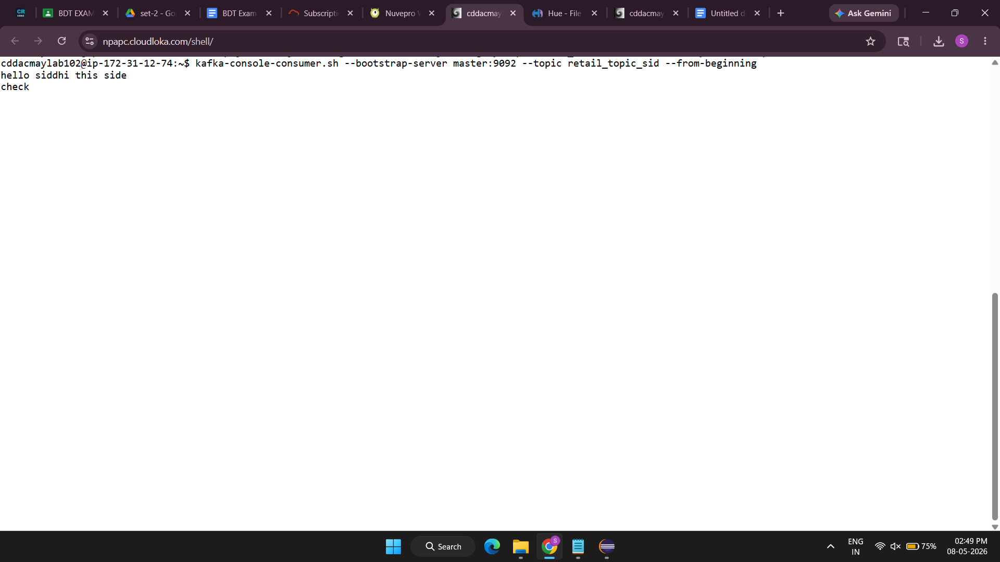 CR
CDAC
BDT EXAM
set-2 - Go
BDT Exam
Subscripti
Nuvepro
cddacmay
Hue - File
cddacmay
Untitled d
Ask Gemini
npapc.cloudloka.com/shell/
S
cddacmaylab102@ip-172-31-12-74:~$ kafka-console-consumer.sh --bootstrap-server master:9092 --topic retail_topic_sid --from-beginning
hello siddhi this side
check
Search
S
ENG
IN
75%
02:49 PM
08-05-2026